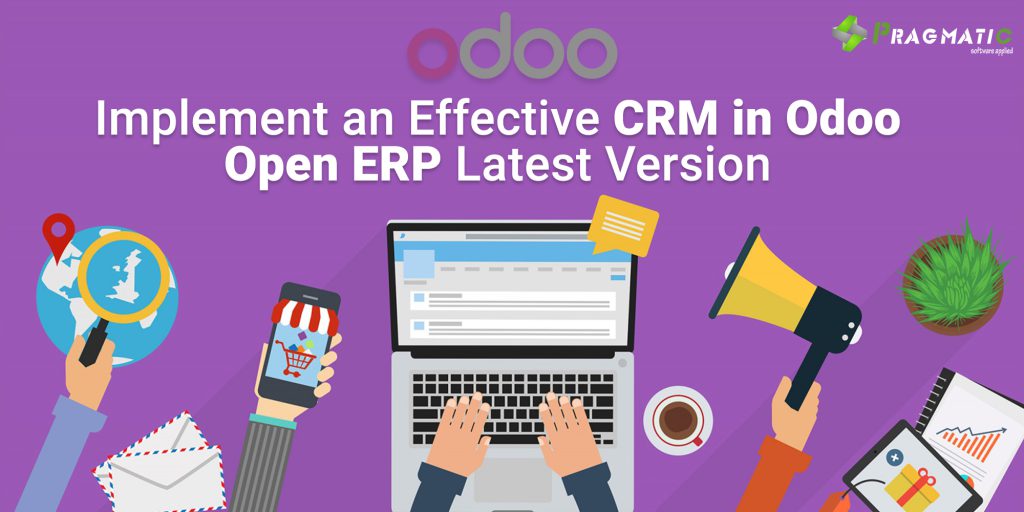 odoo
PRAGMATIC
software applied
Implement an Effective CRM in Odoo
Open ERP Latest Version